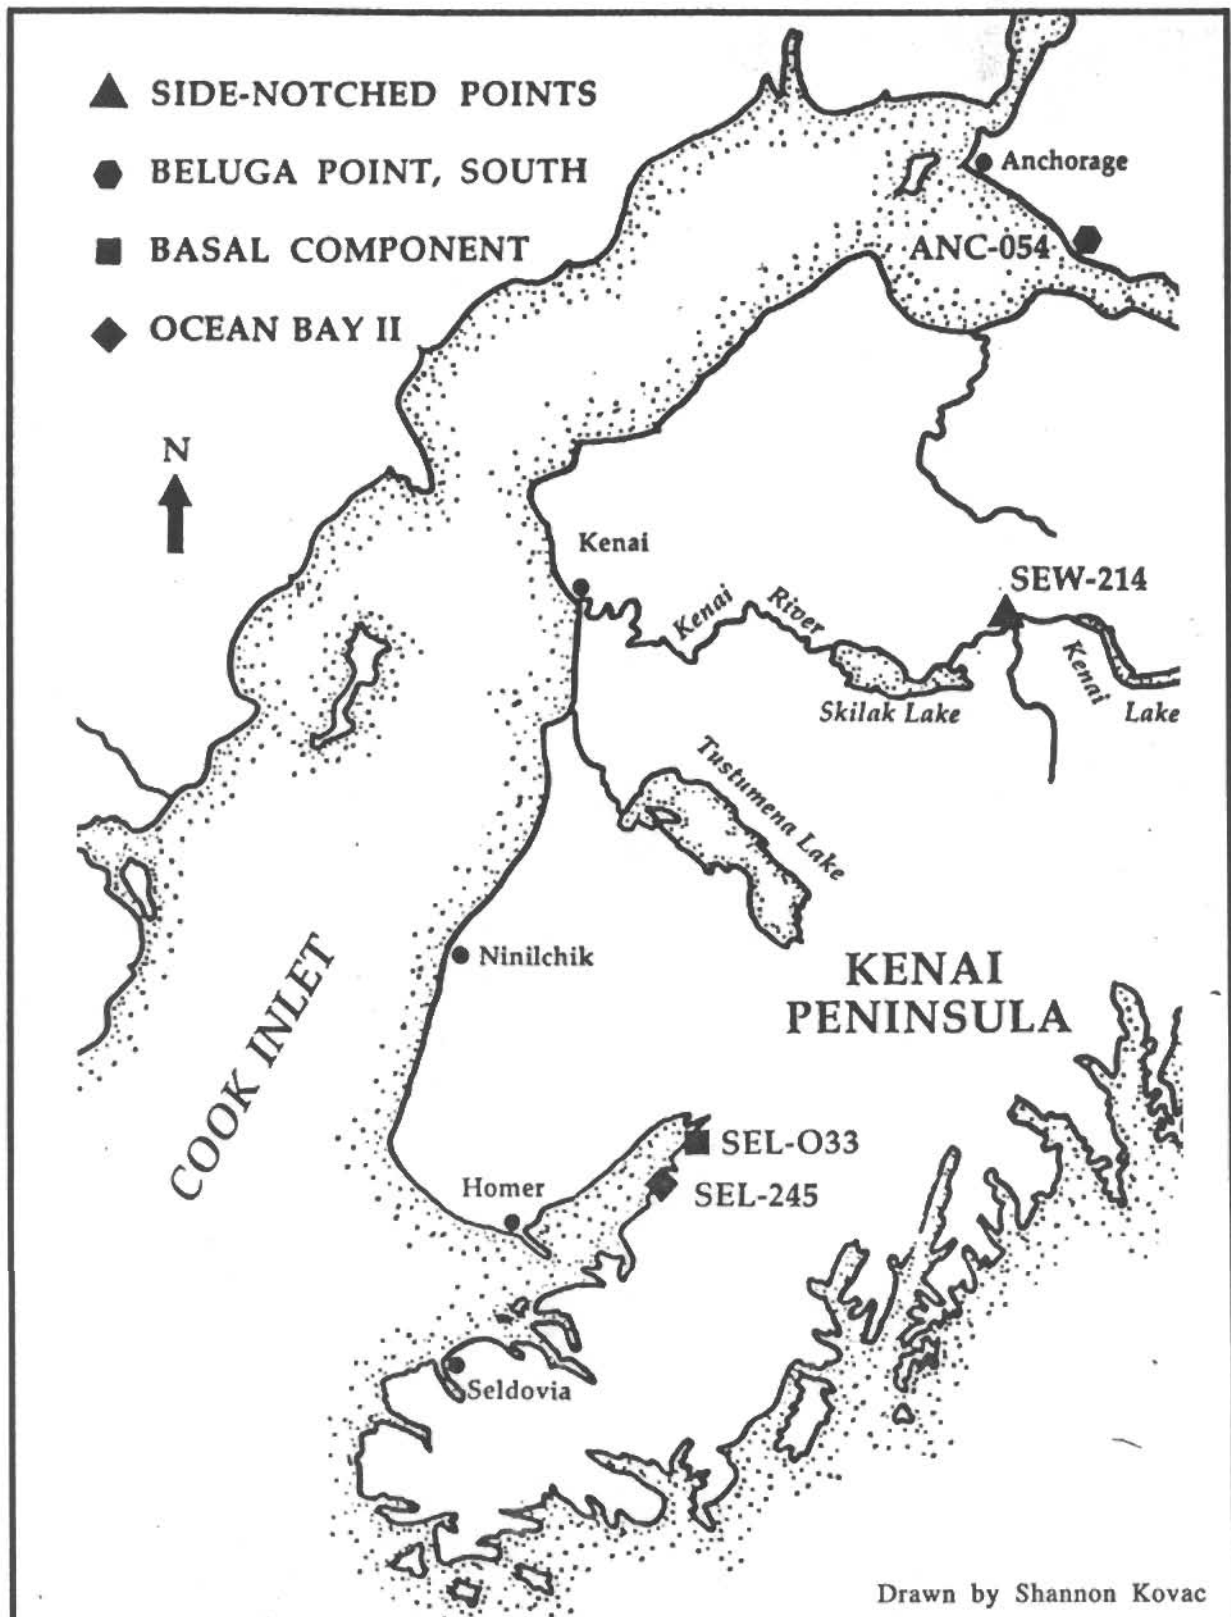 SIDE-NOTCHED POINTS
BELUGA POINT, SOUTH
BASAL COMPONENT
OCEAN BAY II
N
Anchorage
ANC-054
Kenai
SEW-214
Kenai River
Skilak Lake
Kenai Lake
Tustumena Lake
Ninilchik
KENAI
PENINSULA
COOK INLET
SEL-O33
SEL-245
Homer
Seldovia
Drawn by Shannon Kovac